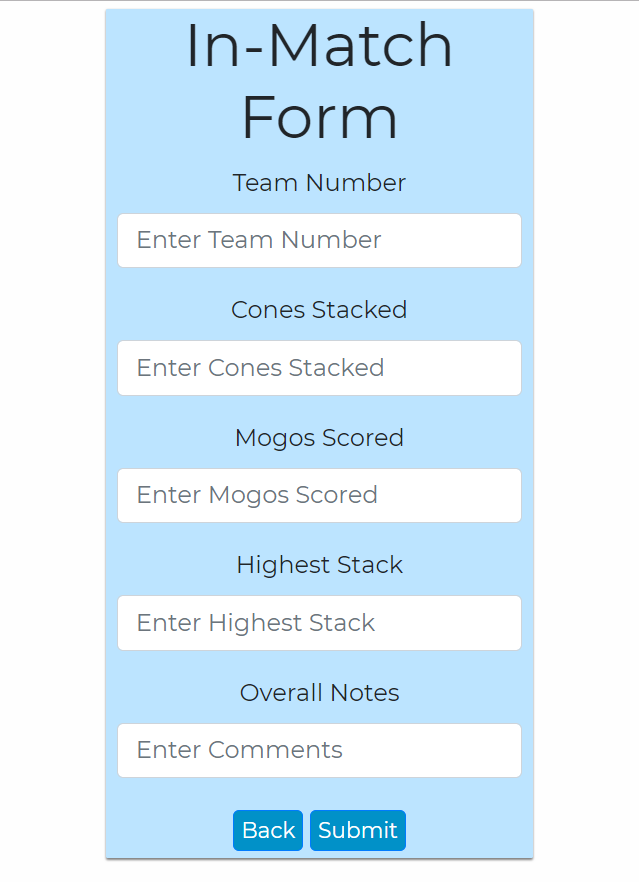 In-Match
Form
Team Number
Enter Team Number
Cones Stacked
Enter Cones Stacked
Mogos Scored
Enter Mogos Scored
Highest Stack
Enter Highest Stack
Overall Notes
Enter Comments
Back Submit